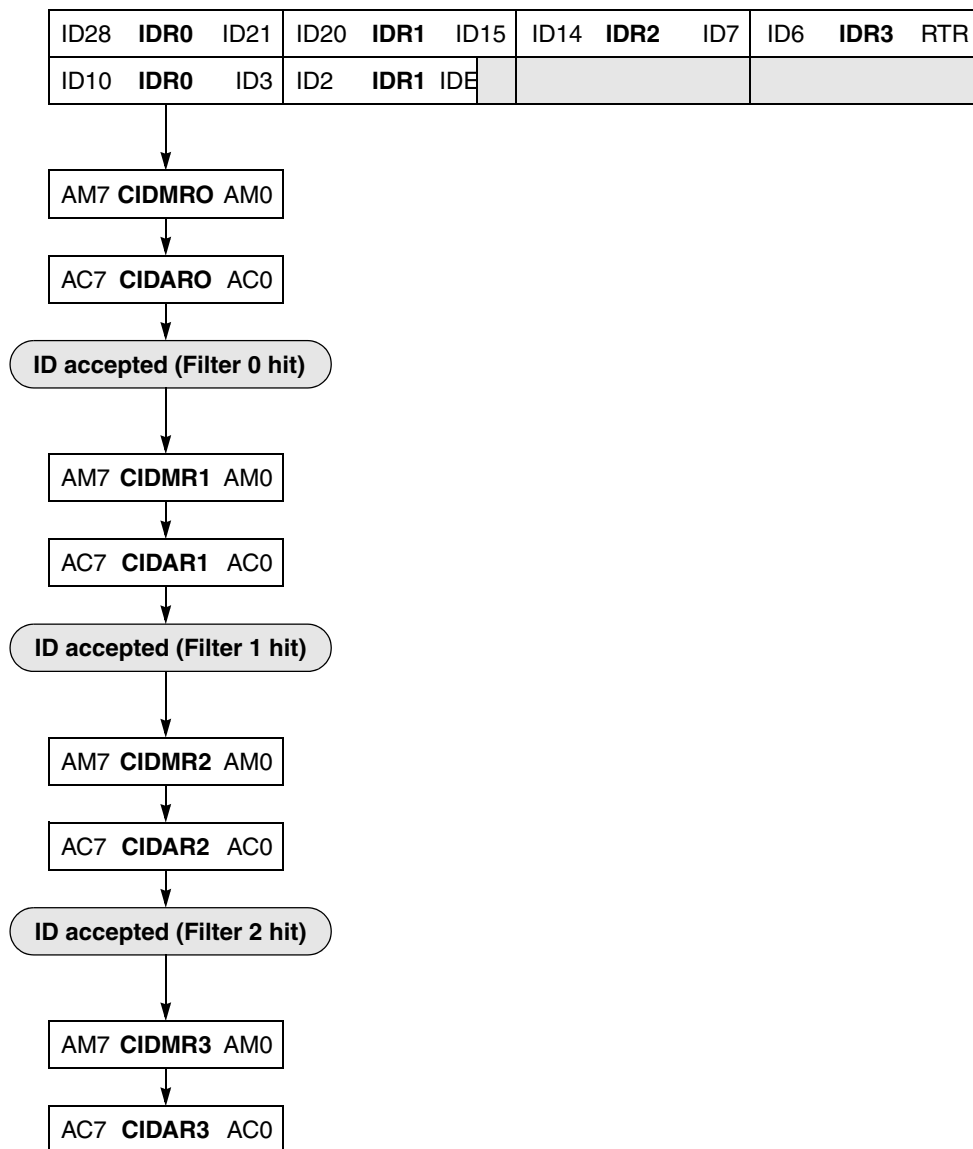 ID28 IDR0 ID21 ID20 IDR1 ID15 ID14 IDR2 ID7 ID6 IDR3 RTR
ID10 IDR0 ID3 ID2 IDR1 IDE
AM7 CIDMRO AM0
AC7 CIDARO AC0
ID accepted (Filter 0 hit)
AM7 CIDMR1 AM0
AC7 CIDAR1 AC0
ID accepted (Filter 1 hit)
AM7 CIDMR2 AM0
AC7 CIDAR2 AC0
ID accepted (Filter 2 hit)
AM7 CIDMR3 AM0
AC7 CIDAR3 AC0